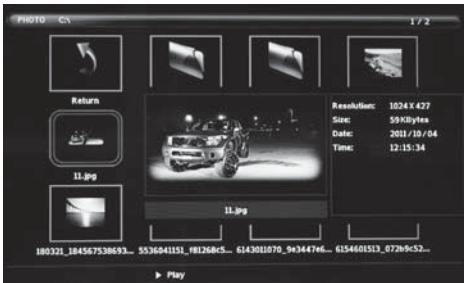 PHOTO C:\ 1 / 2
Return
Resolution: 1024 X 427
Size: 59 KBytes
Date: 2011 / 10 / 04
Time: 12:15:34
11.jpg
11.jpg
180321_184567538693... 5536041151_f81268c5... 6143011070_9e3447e6... 6154601513_072b9c52...
▶ Play